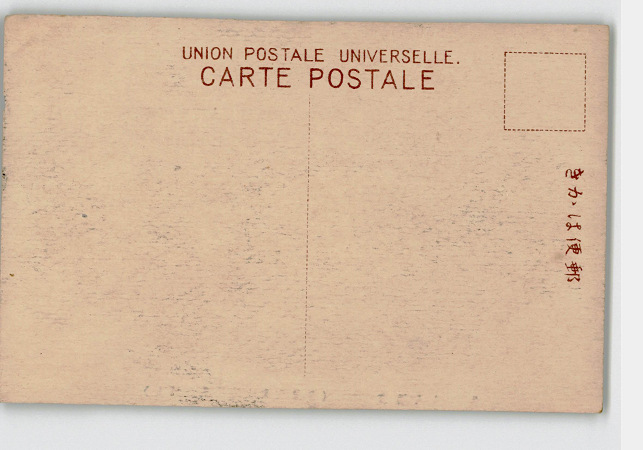 UNION POSTALE UNIVERSELLE.
CARTE POSTALE
きかは便郵